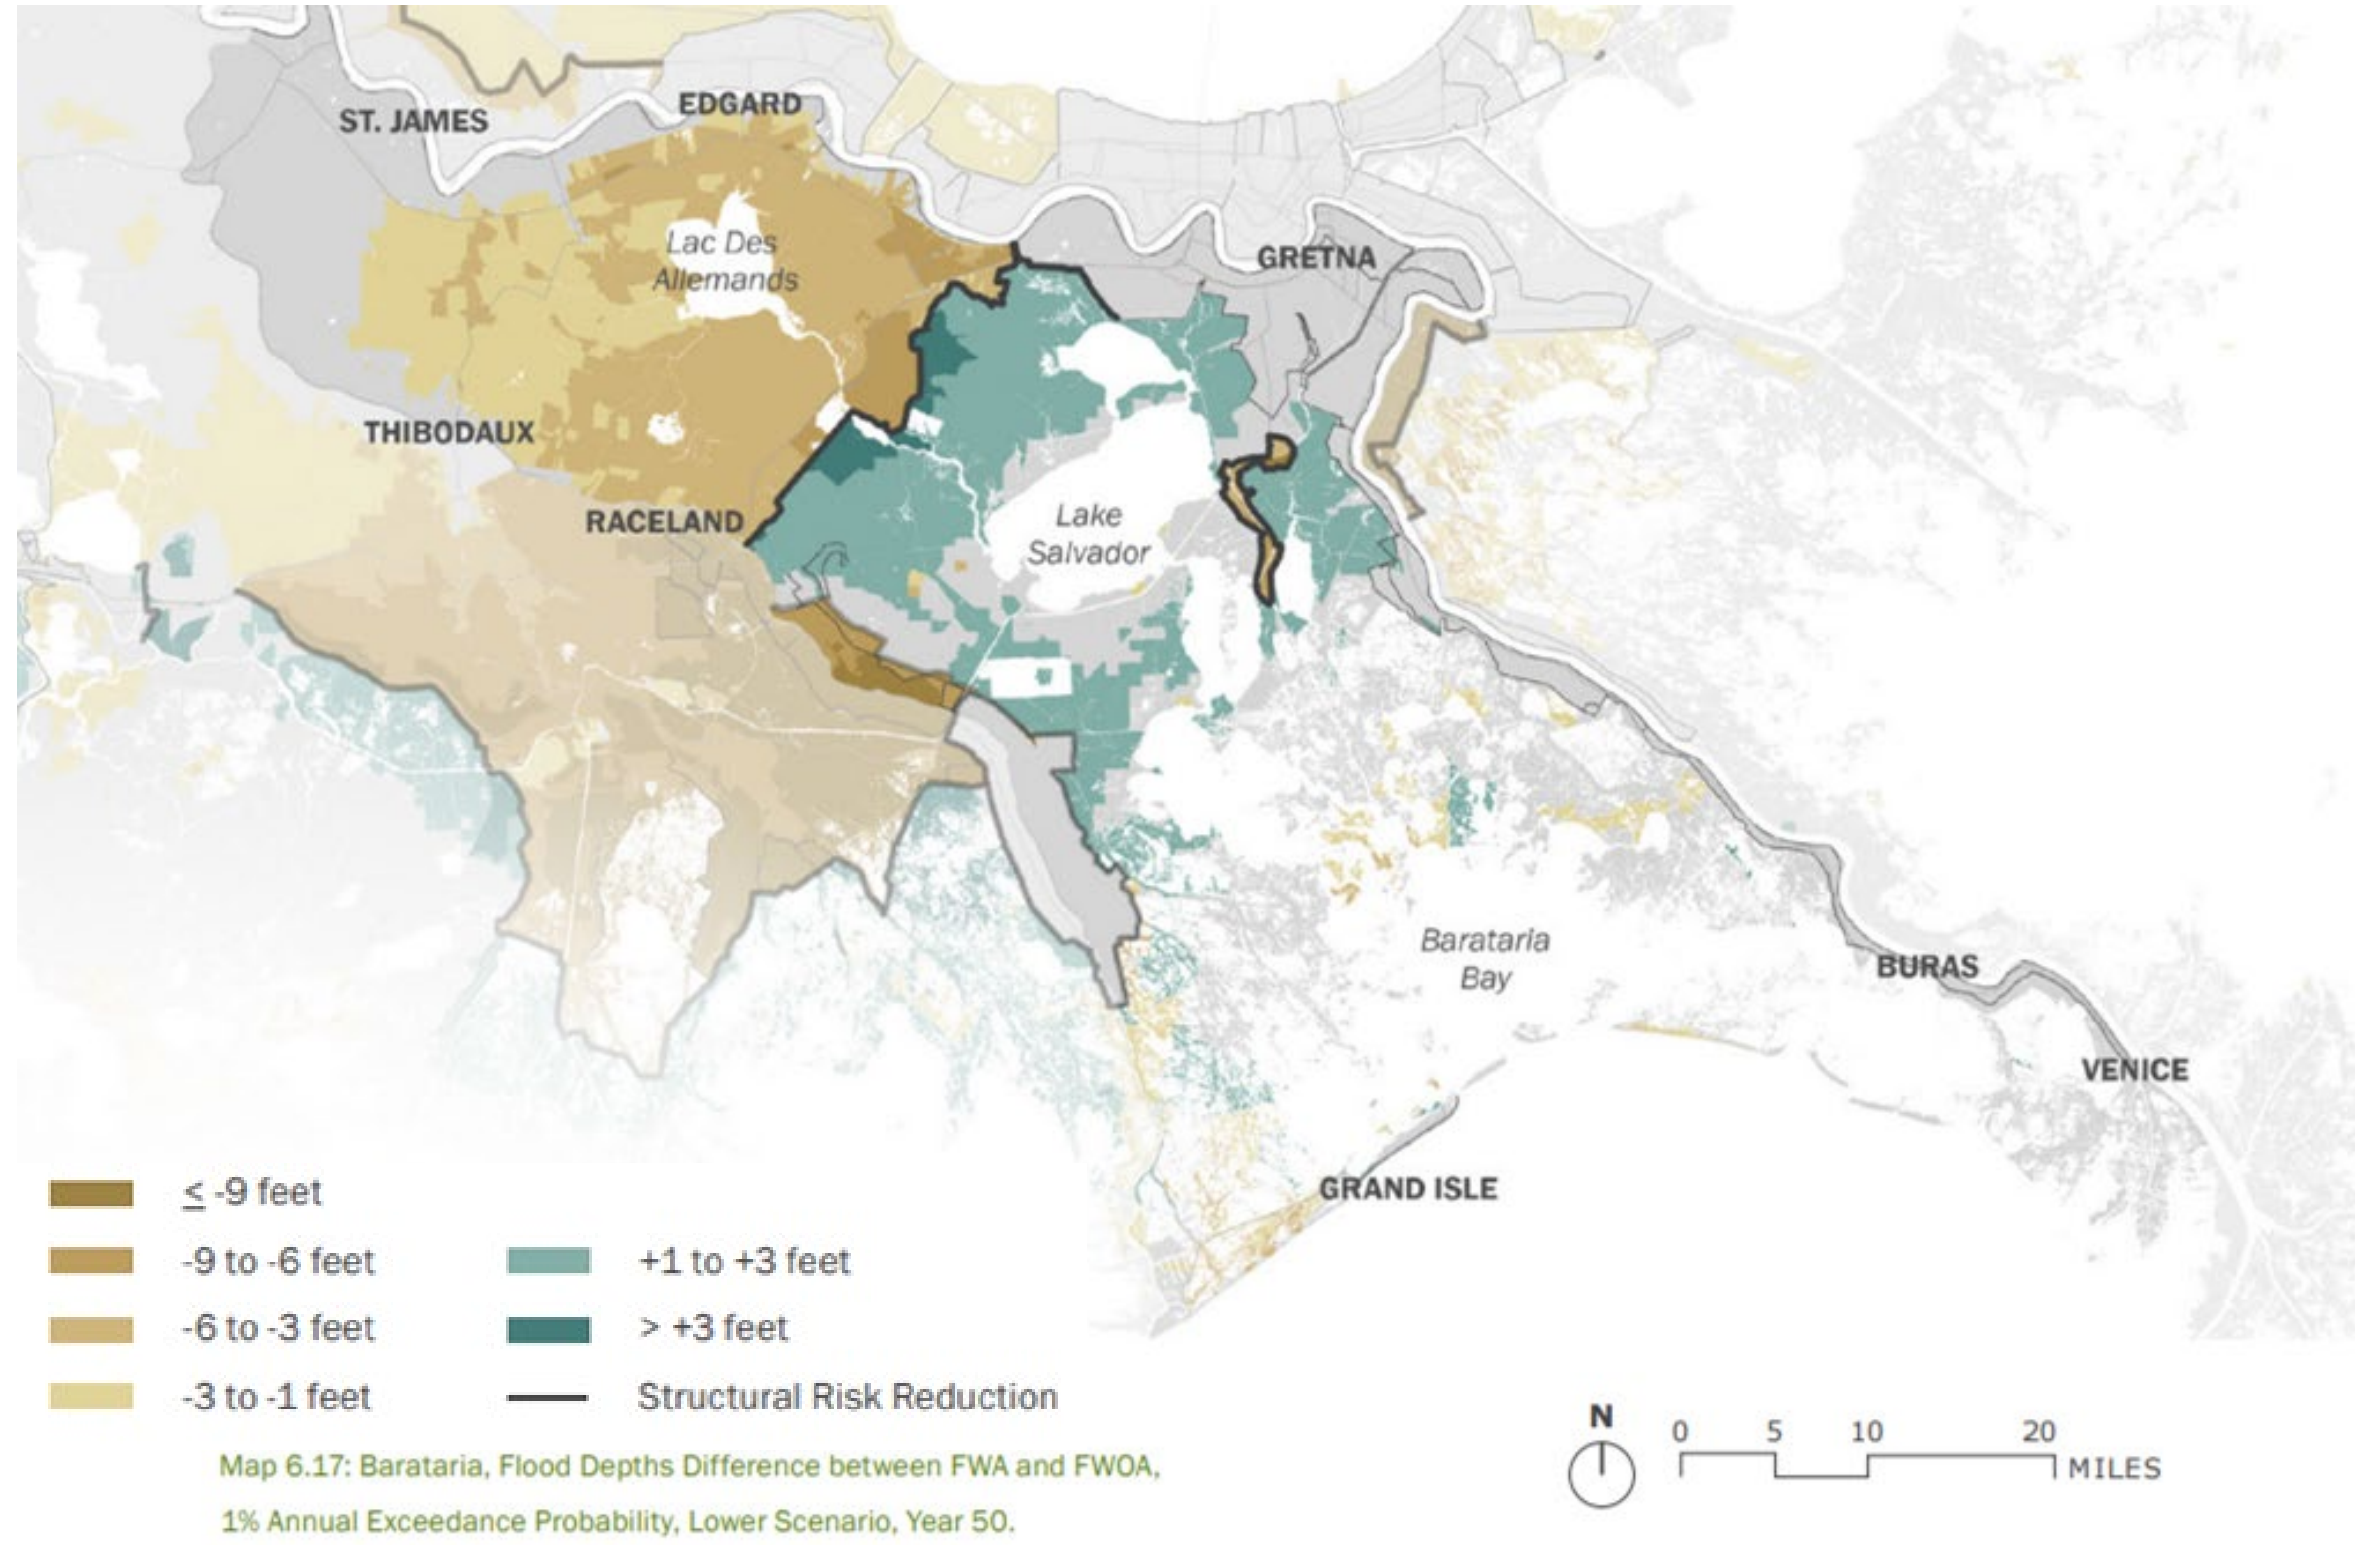 EDGARD
ST. JAMES
Lac Des
Allemands
GRETNA
THIBODAUX
RACELAND
Lake
Salvador
Barataria
Bay
BURAS
VENICE
GRAND ISLE
≤ -9 feet
-9 to -6 feet
-6 to -3 feet
-3 to -1 feet
+1 to +3 feet
> +3 feet
Structural Risk Reduction
N
0 5 10 20
MILES
Map 6.17: Barataria, Flood Depths Difference between FWA and FWOA,
1% Annual Exceedance Probability, Lower Scenario, Year 50.